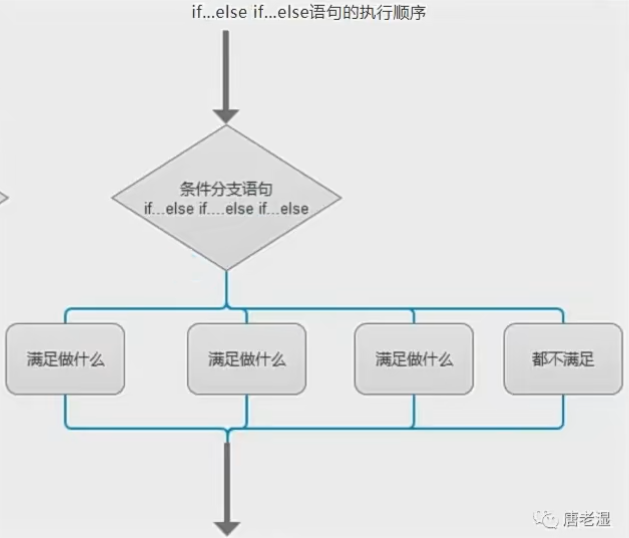 if...else if...else语句的执行顺序
条件分支语句
if...else if....else if...else
满足做什么
满足做什么
满足做什么
都不满足
唐老湿